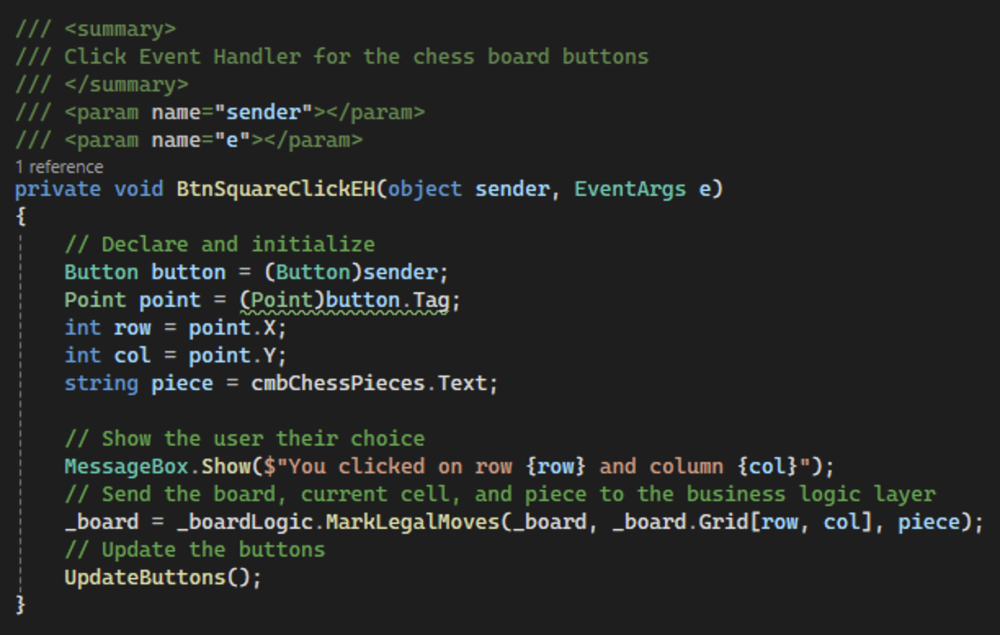 /// <summary>
/// Click Event Handler for the chess board buttons
/// </summary>
/// <param name="sender"></param>
/// <param name="e"></param>
1 reference
private void BtnSquareClickEH(object sender, EventArgs e)
{
    // Declare and initialize
    Button button = (Button)sender;
    Point point = (Point)button.Tag;
    int row = point.X;
    int col = point.Y;
    string piece = cmbChessPieces.Text;

    // Show the user their choice
    MessageBox.Show($"You clicked on row {row} and column {col}");
    // Send the board, current cell, and piece to the business logic layer
    _board = _boardLogic.MarkLegalMoves(_board, _board.Grid[row, col], piece);
    // Update the buttons
    UpdateButtons();
}